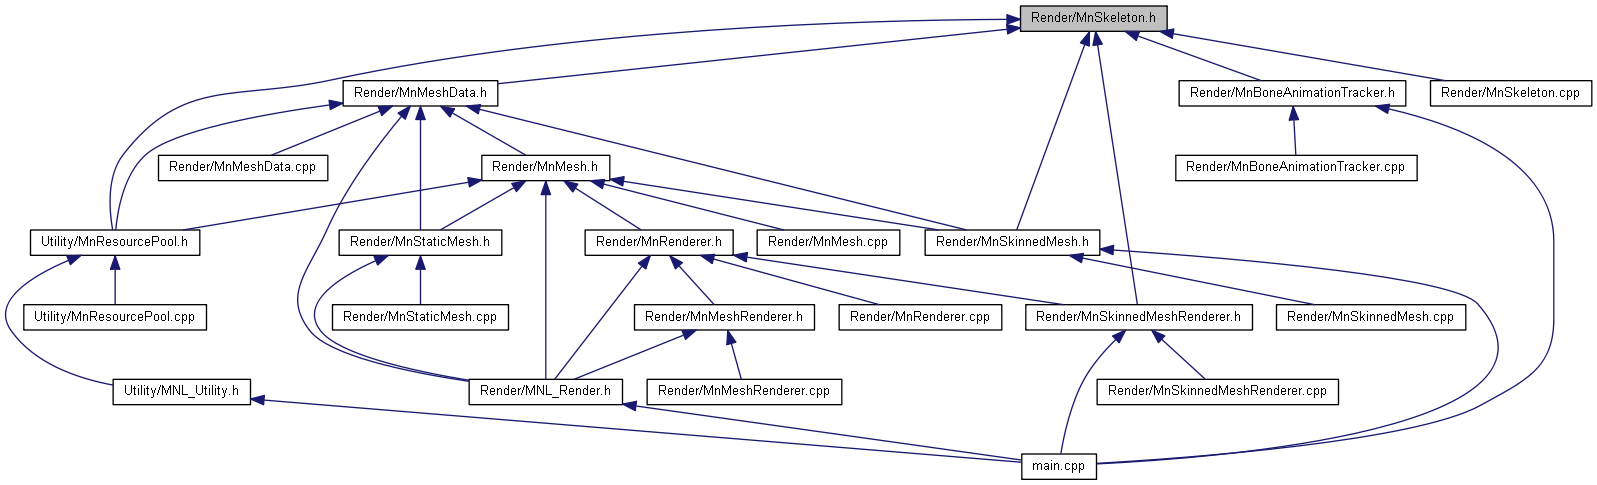 Render/MnSkeleton.h
Render/MnMeshData.h
Render/MnBoneAnimationTracker.h
Render/MnSkeleton.cpp
Render/MnMeshData.cpp
Render/MnMesh.h
Render/MnBoneAnimationTracker.cpp
Utility/MnResourcePool.h
Render/MnStaticMesh.h
Render/MnRenderer.h
Render/MnMesh.cpp
Render/MnSkinnedMesh.h
Utility/MnResourcePool.cpp
Render/MnStaticMesh.cpp
Render/MnMeshRenderer.h
Render/MnRenderer.cpp
Render/MnSkinnedMeshRenderer.h
Render/MnSkinnedMesh.cpp
Utility/MNL_Utility.h
Render/MNL_Render.h
Render/MnMeshRenderer.cpp
Render/MnSkinnedMeshRenderer.cpp
main.cpp